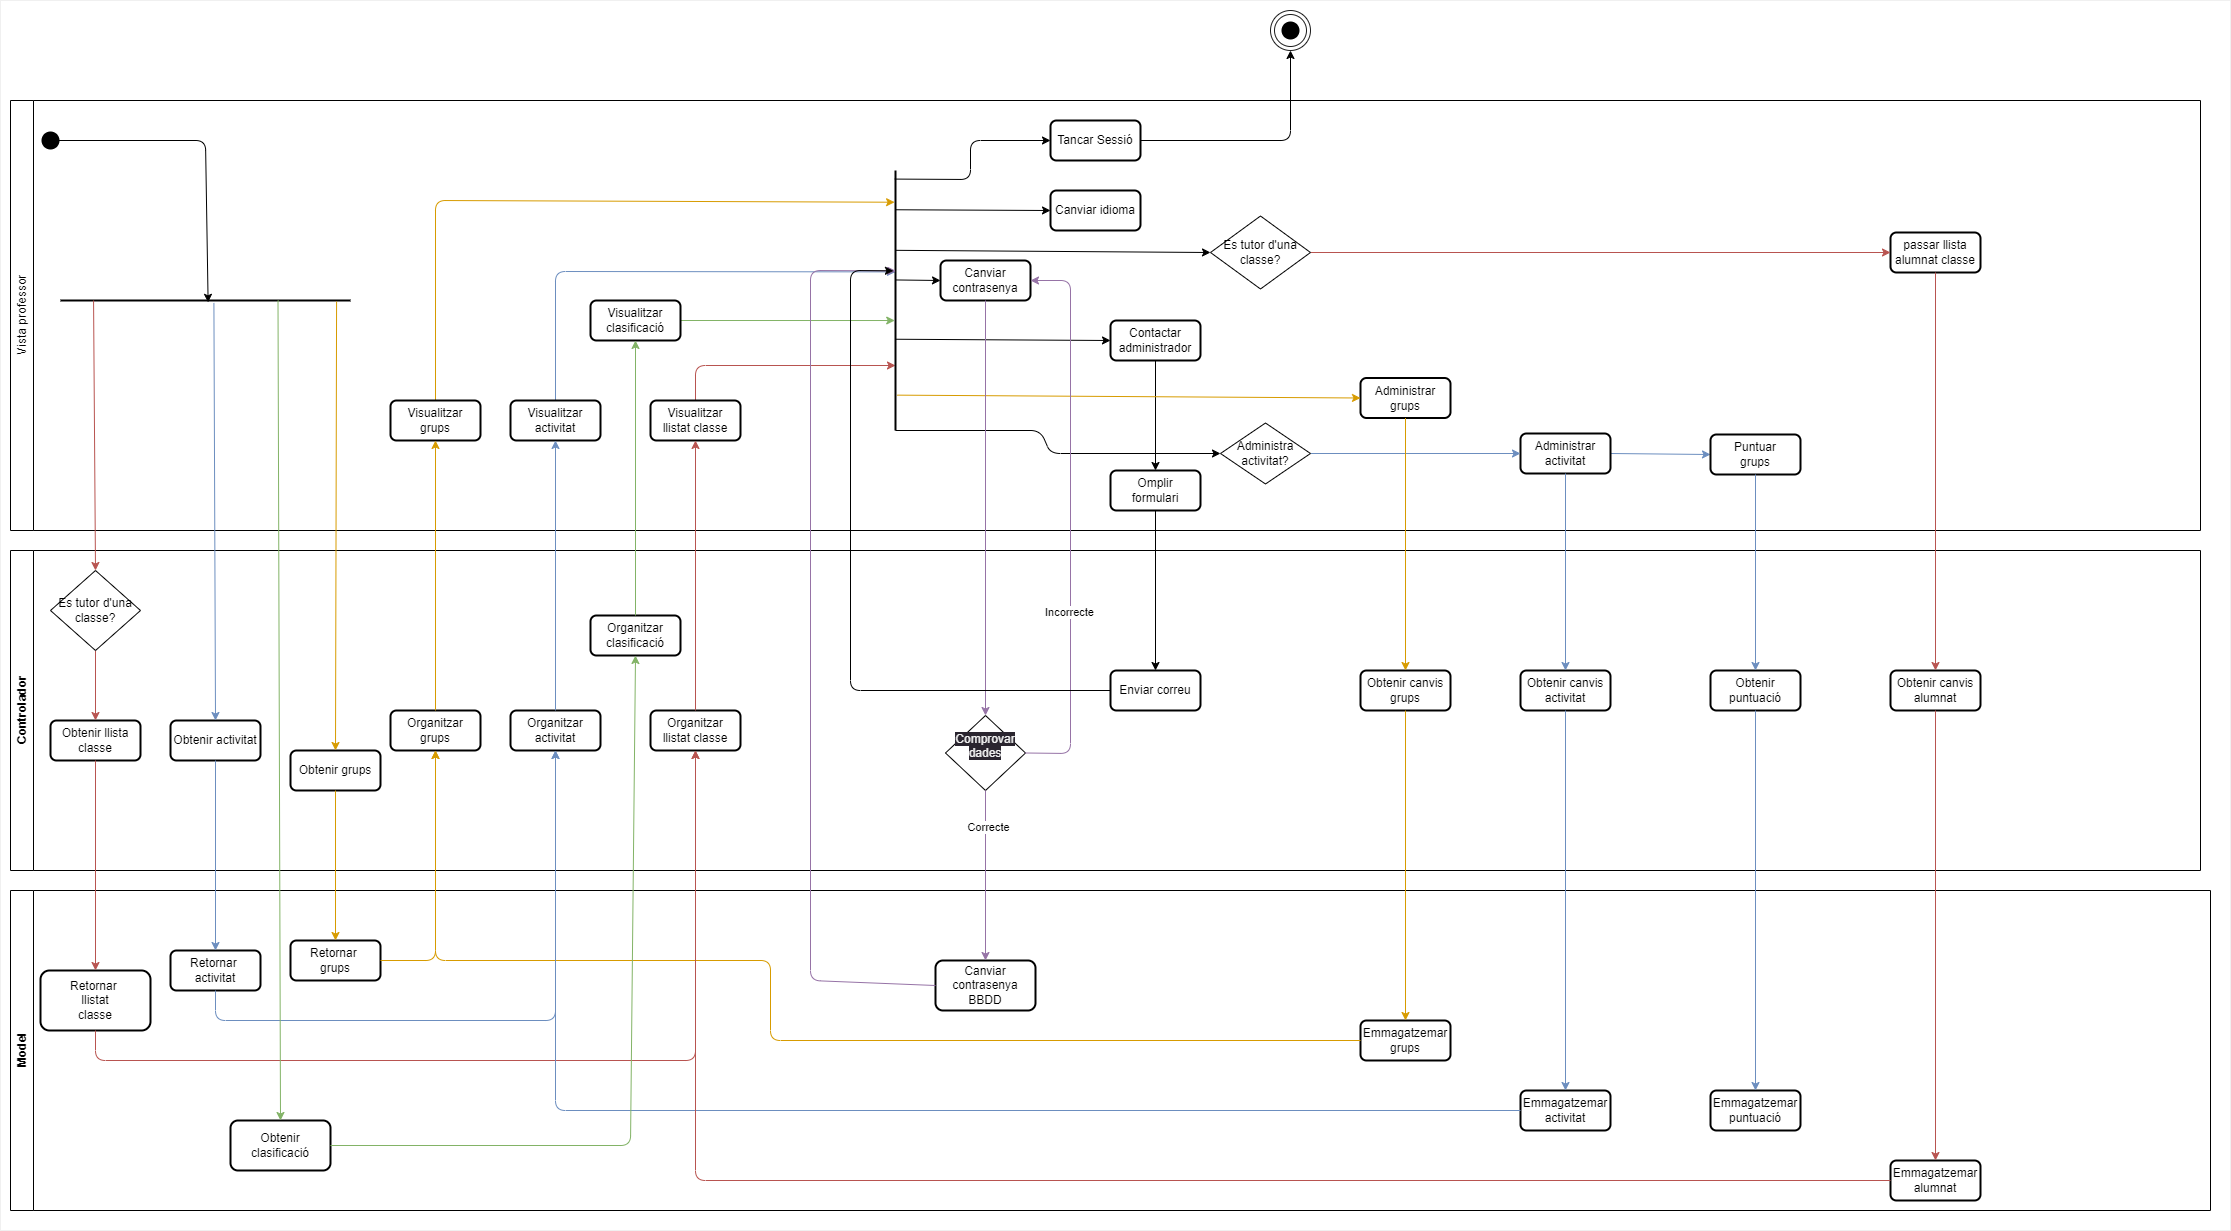 Vista professor
Tancar Sessió
Canviar idioma
Es tutor d'una
classe?
passar llista
alumnat classe
Canviar
contrasenya
Visualitzar
clasificació
Contactar
administrador
Visualitzar
grups
Visualitzar
activitat
Visualitzar
llistat classe
Administrar
grups
Administra
activitat?
Administrar
activitat
Puntuar
grups
Omplir
formulari
Controlador
Es tutor d'una
classe?
Organitzar
clasificació
Incorrecte
Enviar correu
Obtenir canvis
grups
Obtenir canvis
activitat
Obtenir
puntuació
Obtenir canvis
alumnat
Obtenir llista
classe
Obtenir activitat
Obtenir grups
Organitzar
grups
Organitzar
activitat
Organitzar
llistat classe
Comprovar
dades
Correcte
Model
Retornar
llistat
classe
Retornar
activitat
Retornar
grups
Canviar
contrasenya
BBDD
Emmagatzemar
grups
Emmagatzemar
activitat
Emmagatzemar
puntuació
Obtenir
clasificació
Emmagatzemar
alumnat